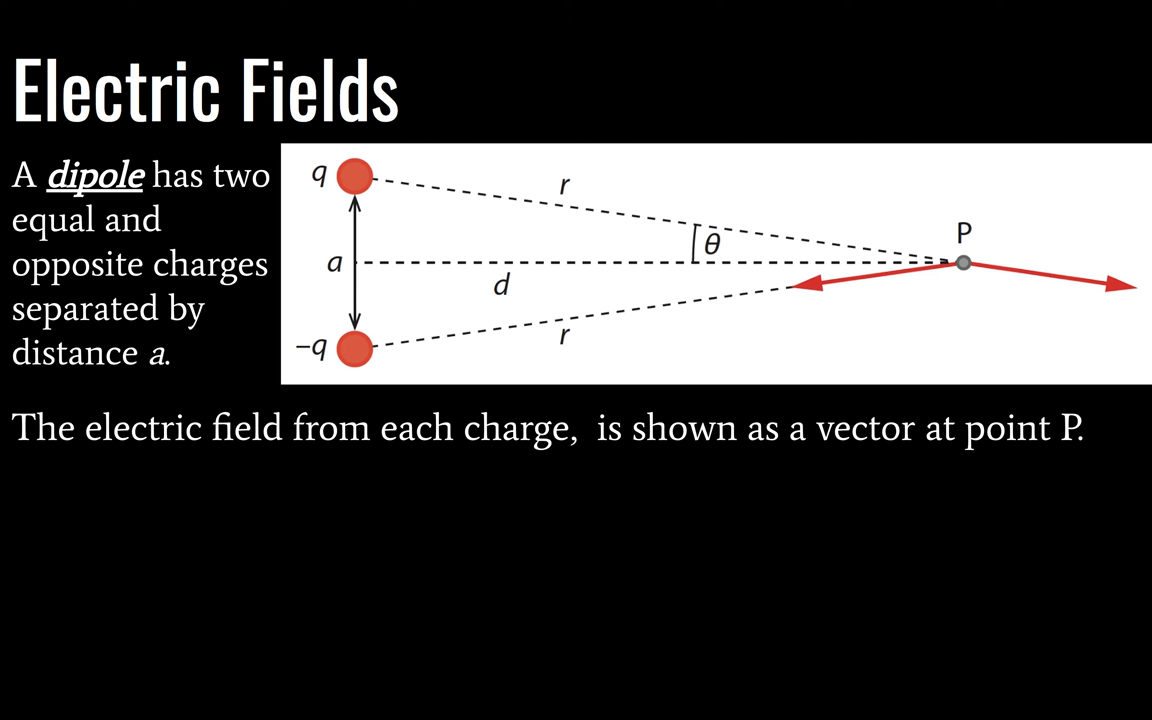 Electric Fields
A dipole has two
equal and
opposite charges
separated by
distance a.
q
r
θ
P
a
d
r
−q
The electric field from each charge,  is shown as a vector at point P.